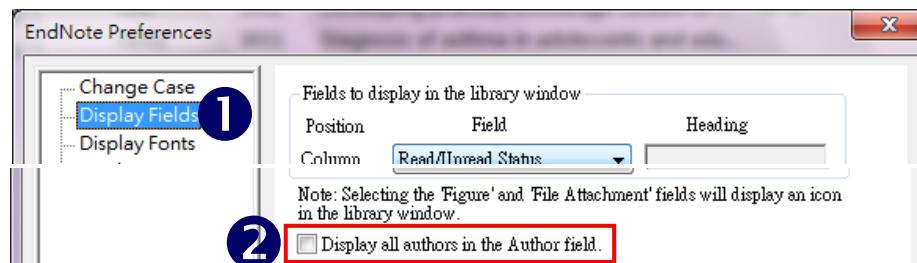 EndNote Preferences
Change Case
Display Fields
Display Fonts
1
Fields to display in the library window
Position Field Heading
Column Read/Unread Status
Note: Selecting the 'Figure' and 'File Attachment' fields will display an icon
in the library window.
2
Display all authors in the Author field.